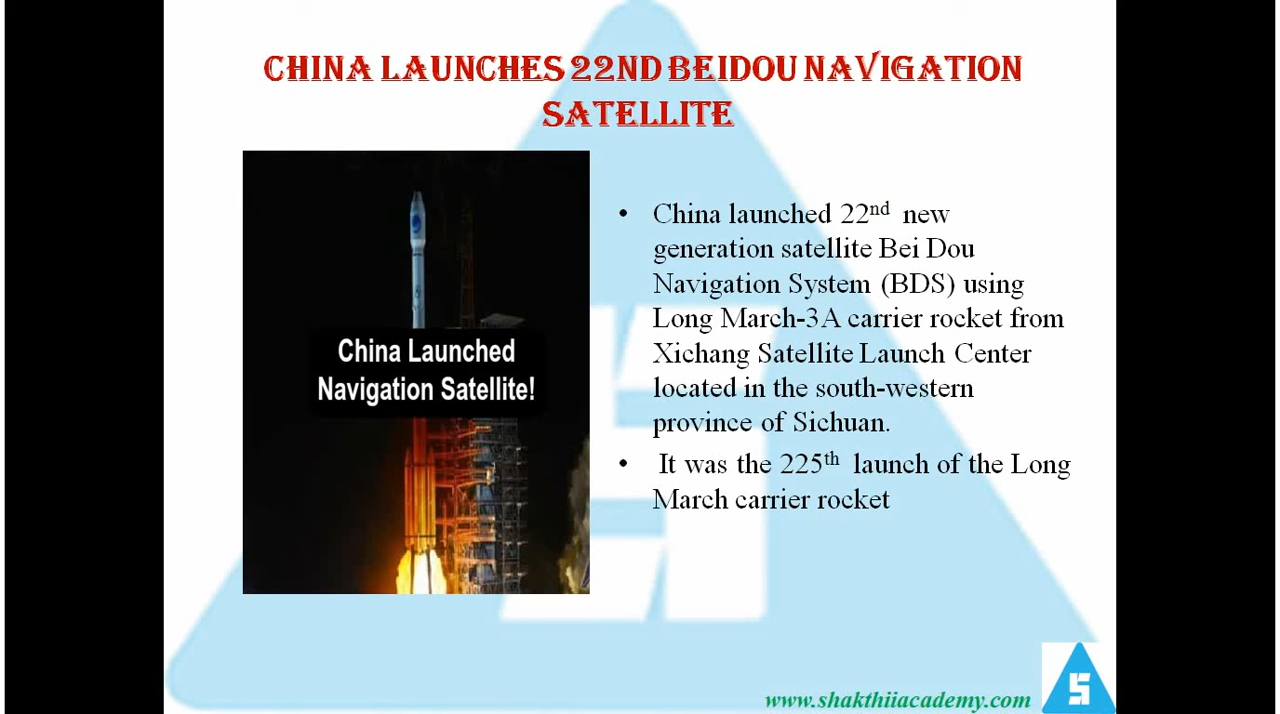 CHINA LAUNCHES 22ND BEIDOU NAVIGATION
SATELLITE
China Launched
Navigation Satellite!
• China launched 22nd new
generation satellite Bei Dou
Navigation System (BDS) using
Long March-3A carrier rocket from
Xichang Satellite Launch Center
located in the south-western
province of Sichuan.
• It was the 225th launch of the Long
March carrier rocket
www.shakthiiacademy.com